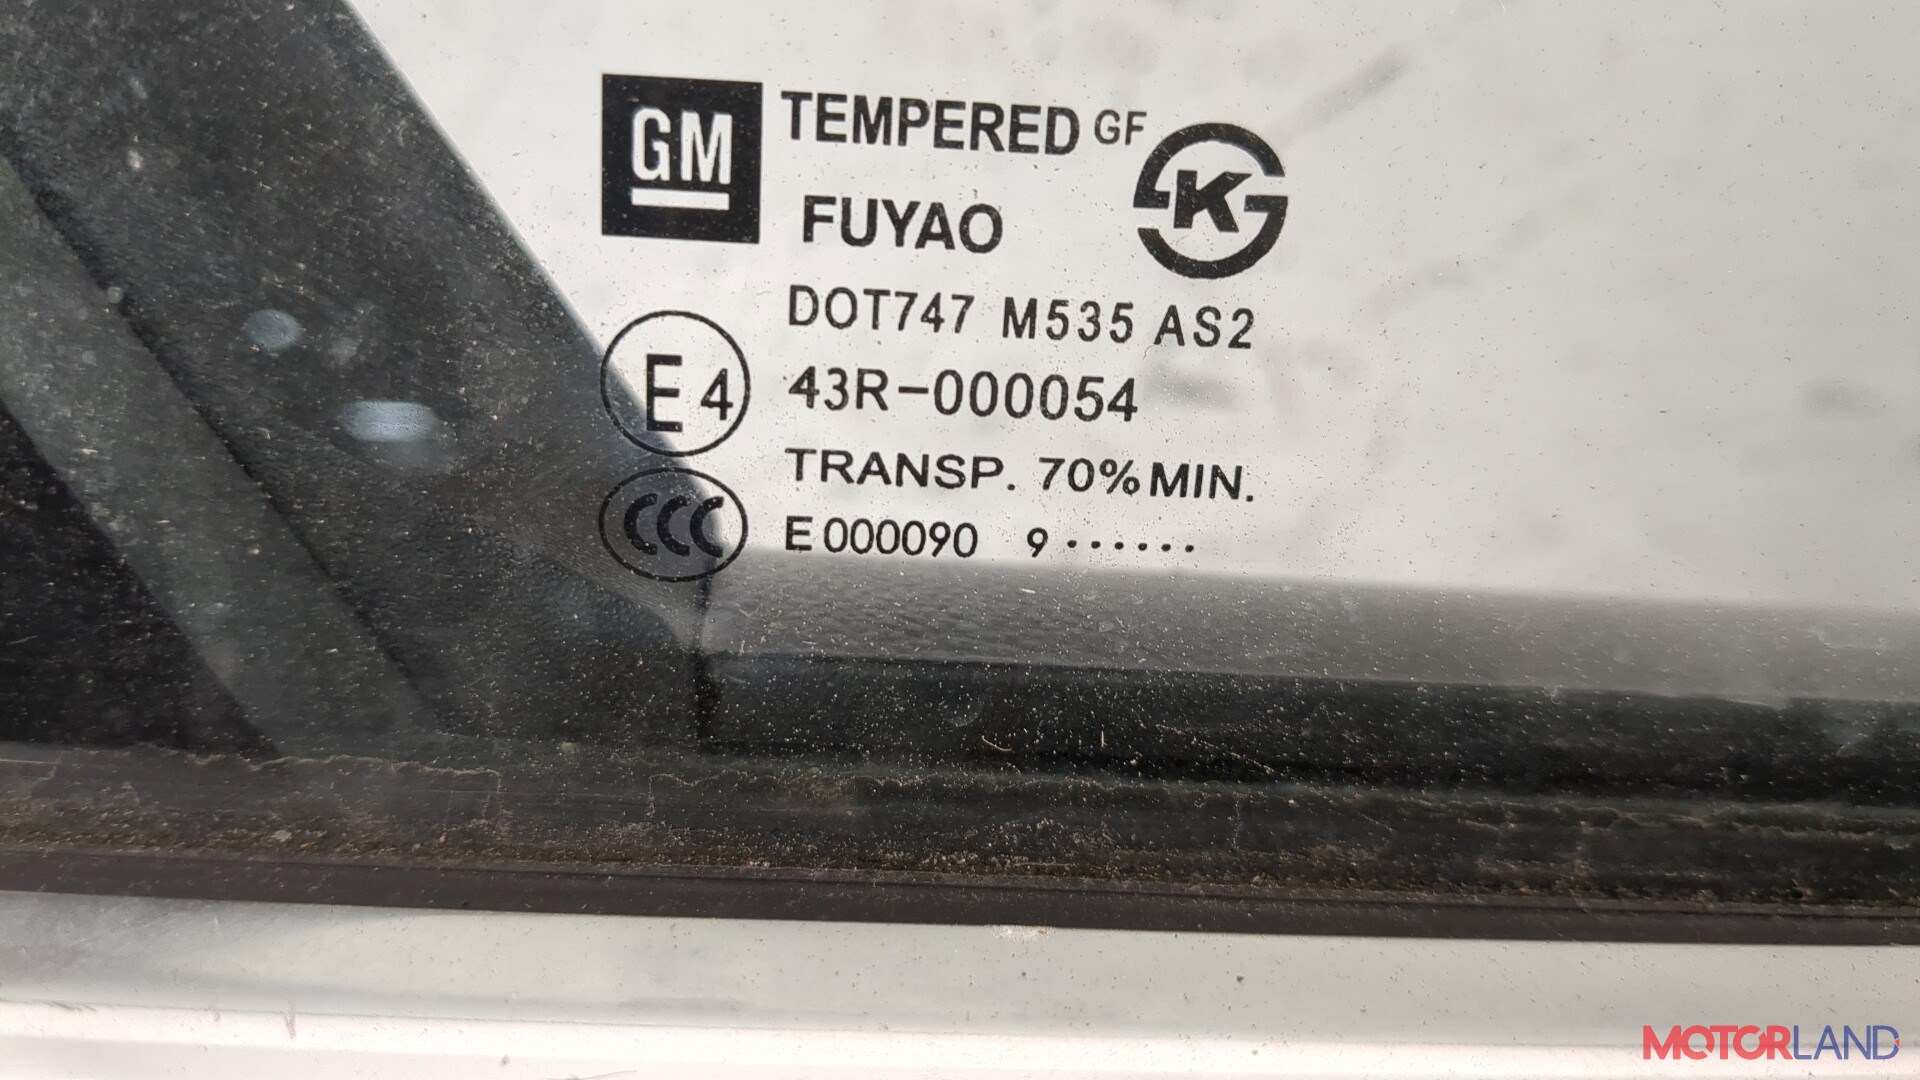 GM TEMPERED GF
FUYAO
K
DOT747 M535 AS2
E4 43R-000054
TRANSP. 70% MIN.
CCC E000090 9······
MOTORLAND